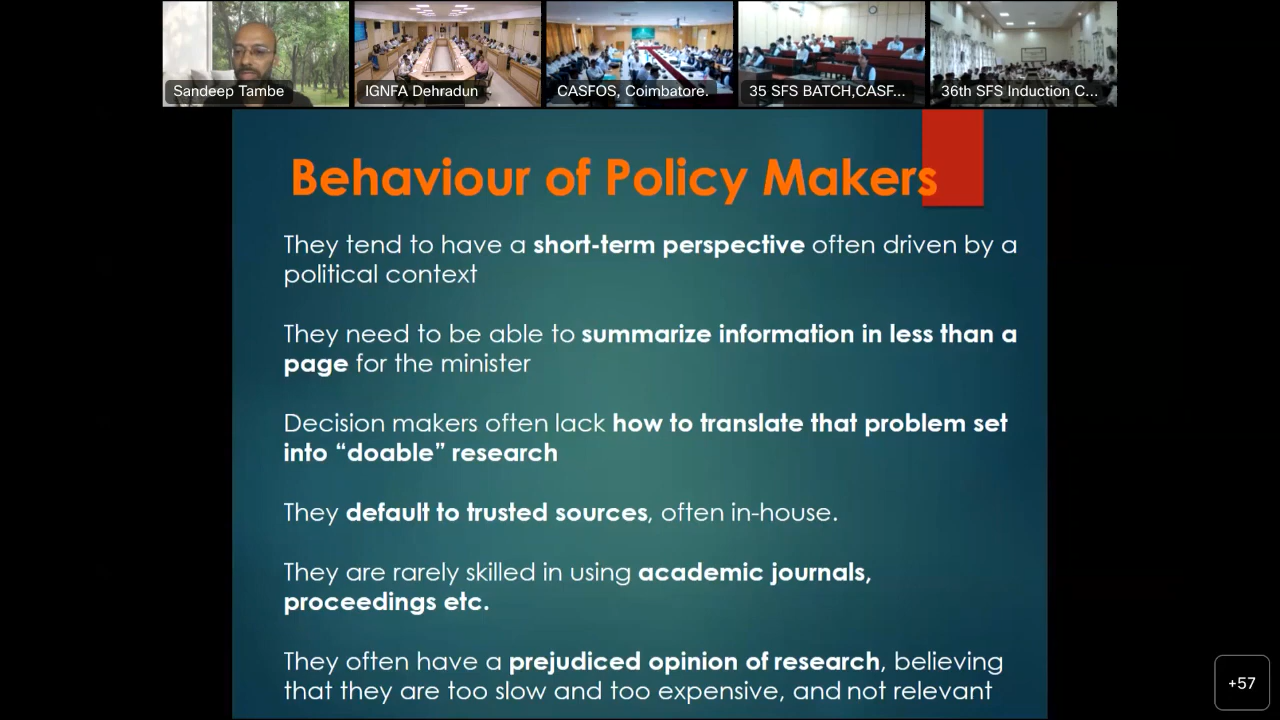 Sandeep Tambe
IGNFA Dehradun
CASFOS, Coimbatore.
35 SFS BATCH,CASF...
36th SFS Induction C...
Behaviour of Policy Makers
They tend to have a short-term perspective often driven by a
political context
They need to be able to summarize information in less than a
page for the minister
Decision makers often lack how to translate that problem set
into “doable” research
They default to trusted sources, often in-house.
They are rarely skilled in using academic journals,
proceedings etc.
They often have a prejudiced opinion of research, believing
that they are too slow and too expensive, and not relevant
+57